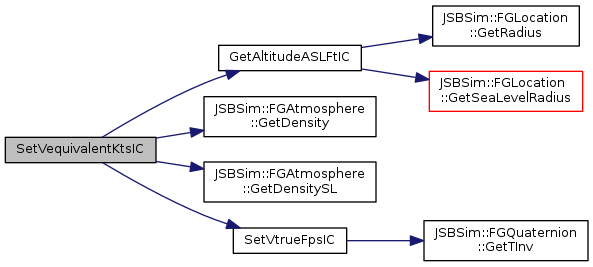 JSBSim::FGLocation
::GetRadius
GetAltitudeASLFtIC
JSBSim::FGLocation
::GetSeaLevelRadius
JSBSim::FGAtmosphere
::GetDensity
SetVequivalentKtsIC
JSBSim::FGAtmosphere
::GetDensitySL
SetVtrueFpsIC
JSBSim::FGQuaternion
::GetTInv